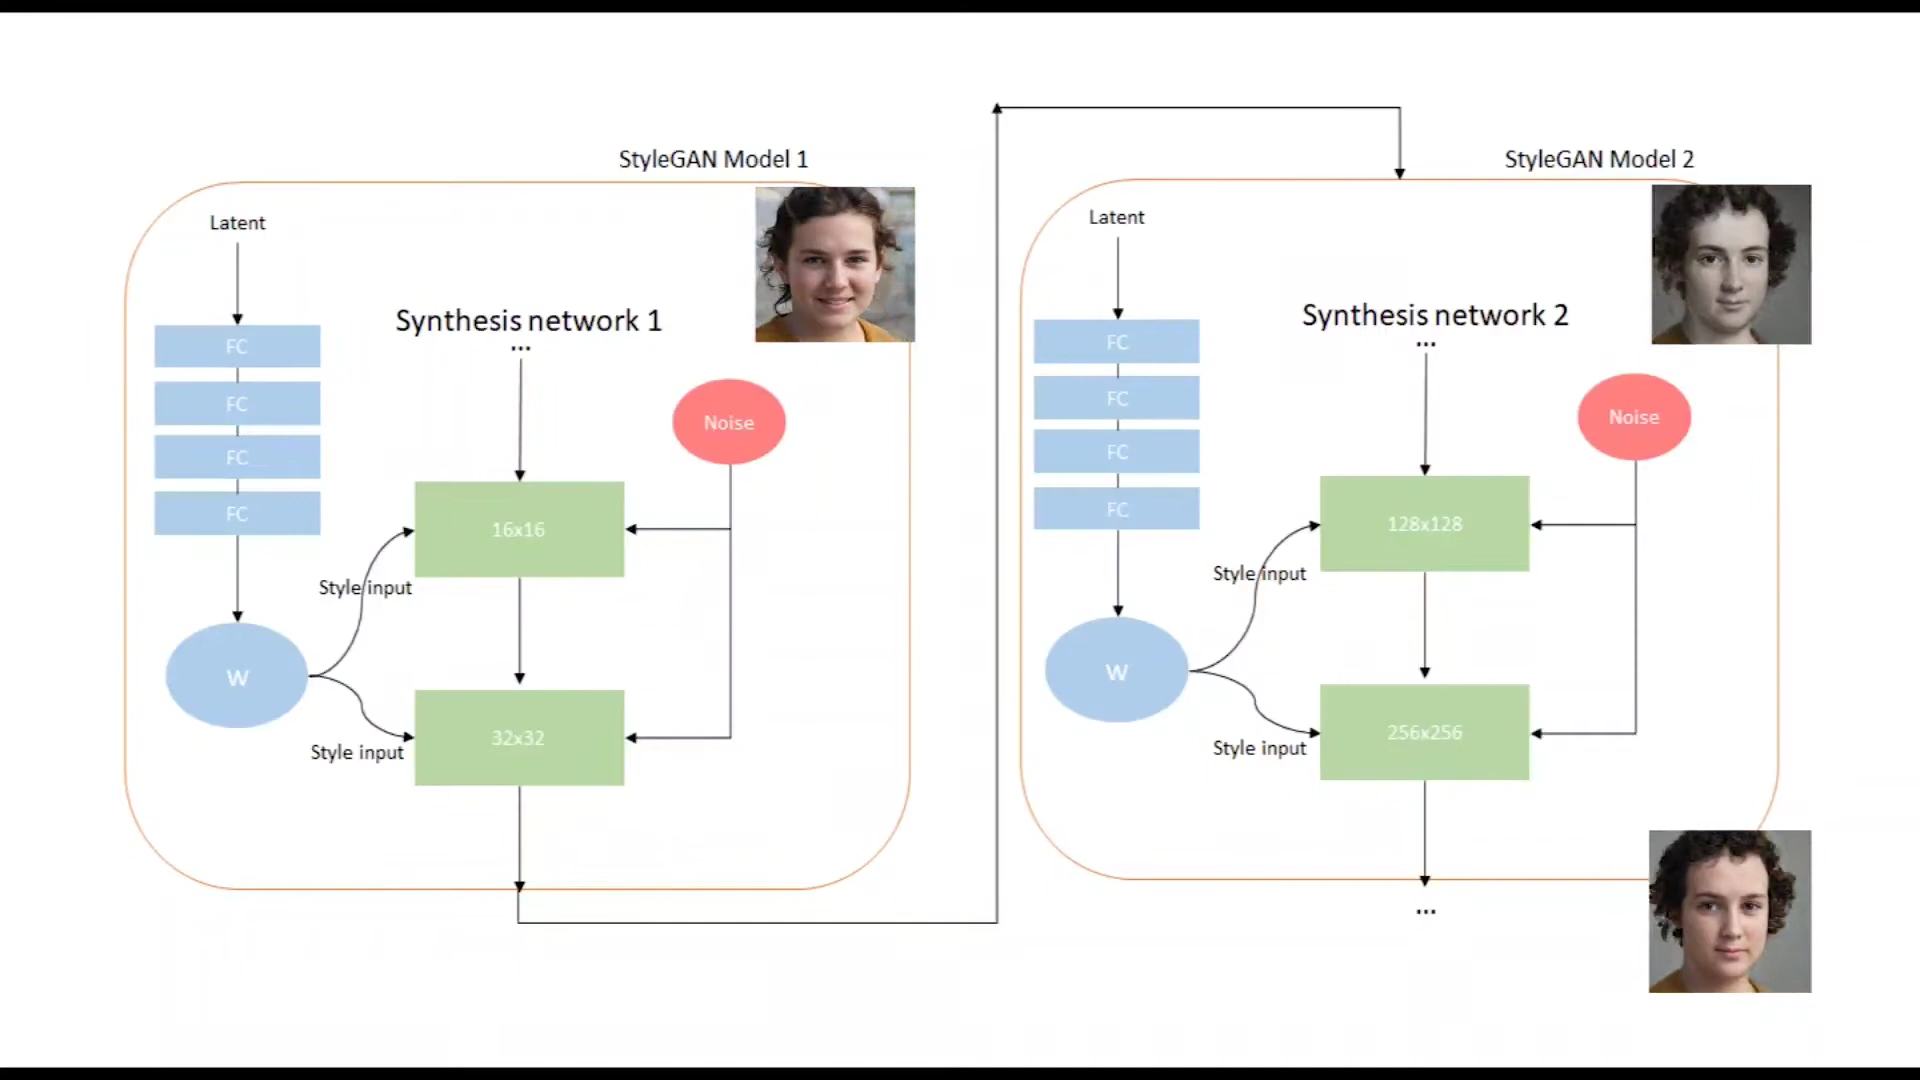 StyleGAN Model 1
Latent
Synthesis network 1
...
FC
FC
FC
FC
Noise
16x16
Style input
W
32x32
Style input
StyleGAN Model 2
Latent
Synthesis network 2
...
FC
FC
FC
FC
Noise
128x128
Style input
W
256x256
Style input
...